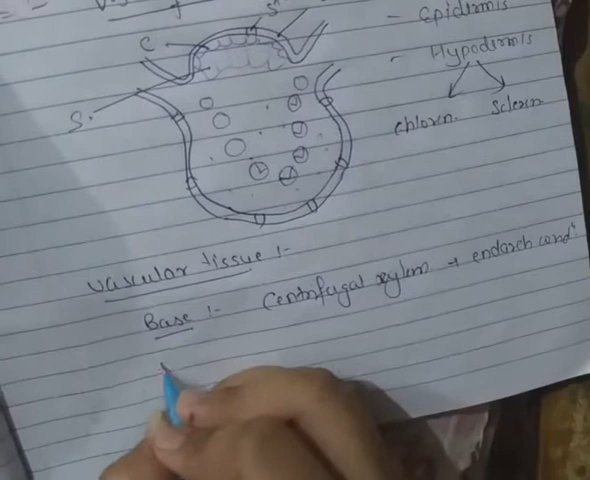 - Epidermis
- Hypodermis
C
S
S.
chloren.
scleren
Vascular tissue :-
Base :- Centrifugal xylem → endarch cond.